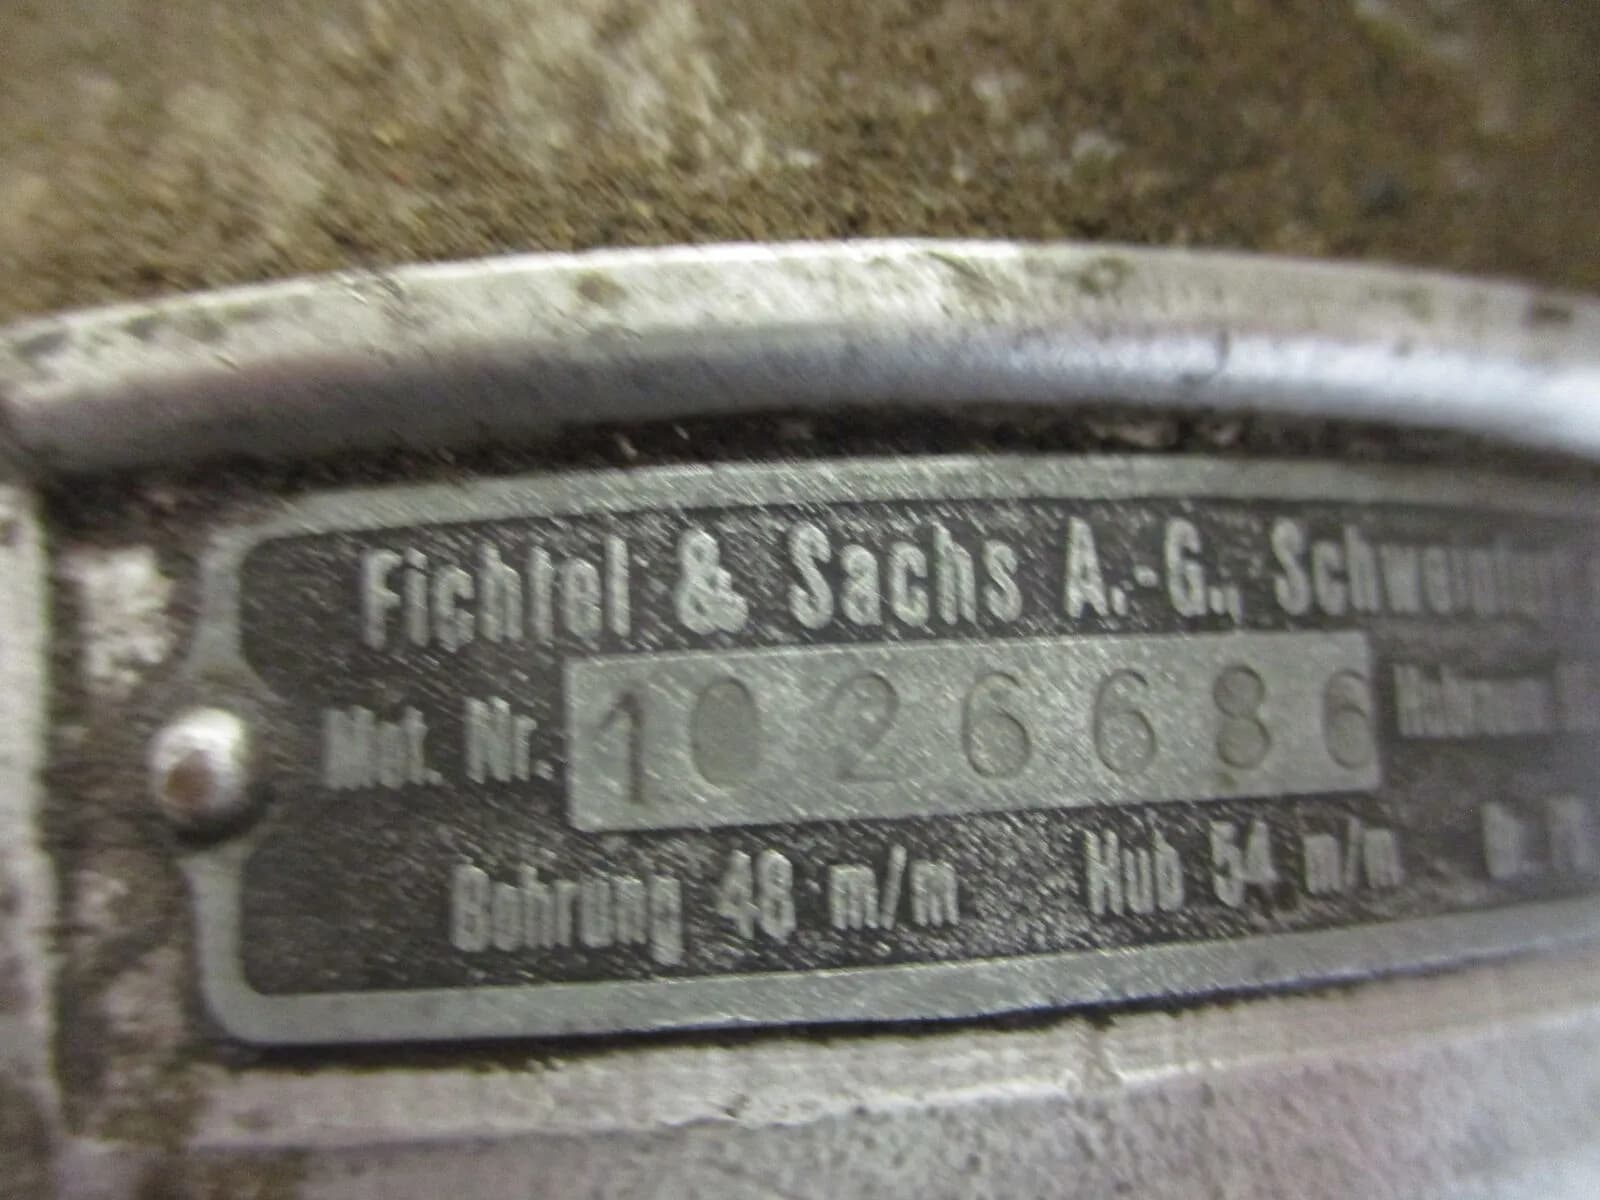 Fichtel & Sachs A.-G., Schweinfurt
Mot. Nr. 1026686
Bohrung 48 m/m Hub 54 m/m